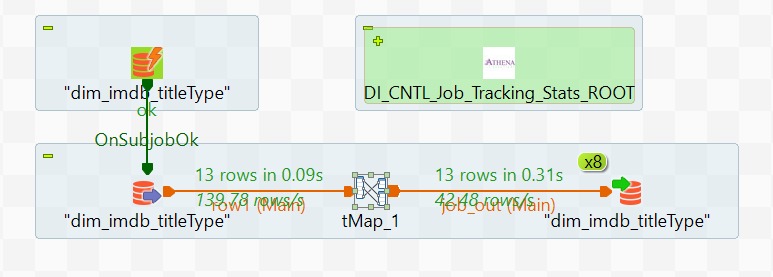 "dim_imdb_titleType"
ok
OnSubjobOk
ATHENA
DI_CNTL_Job_Tracking_Stats_ROOT
13 rows in 0.09s
139.78 rows/s
row1 (Main)
"dim_imdb_titleType"
tMap_1
13 rows in 0.31s
42.48 rows/s
job_out (Main)
x8
"dim_imdb_titleType"